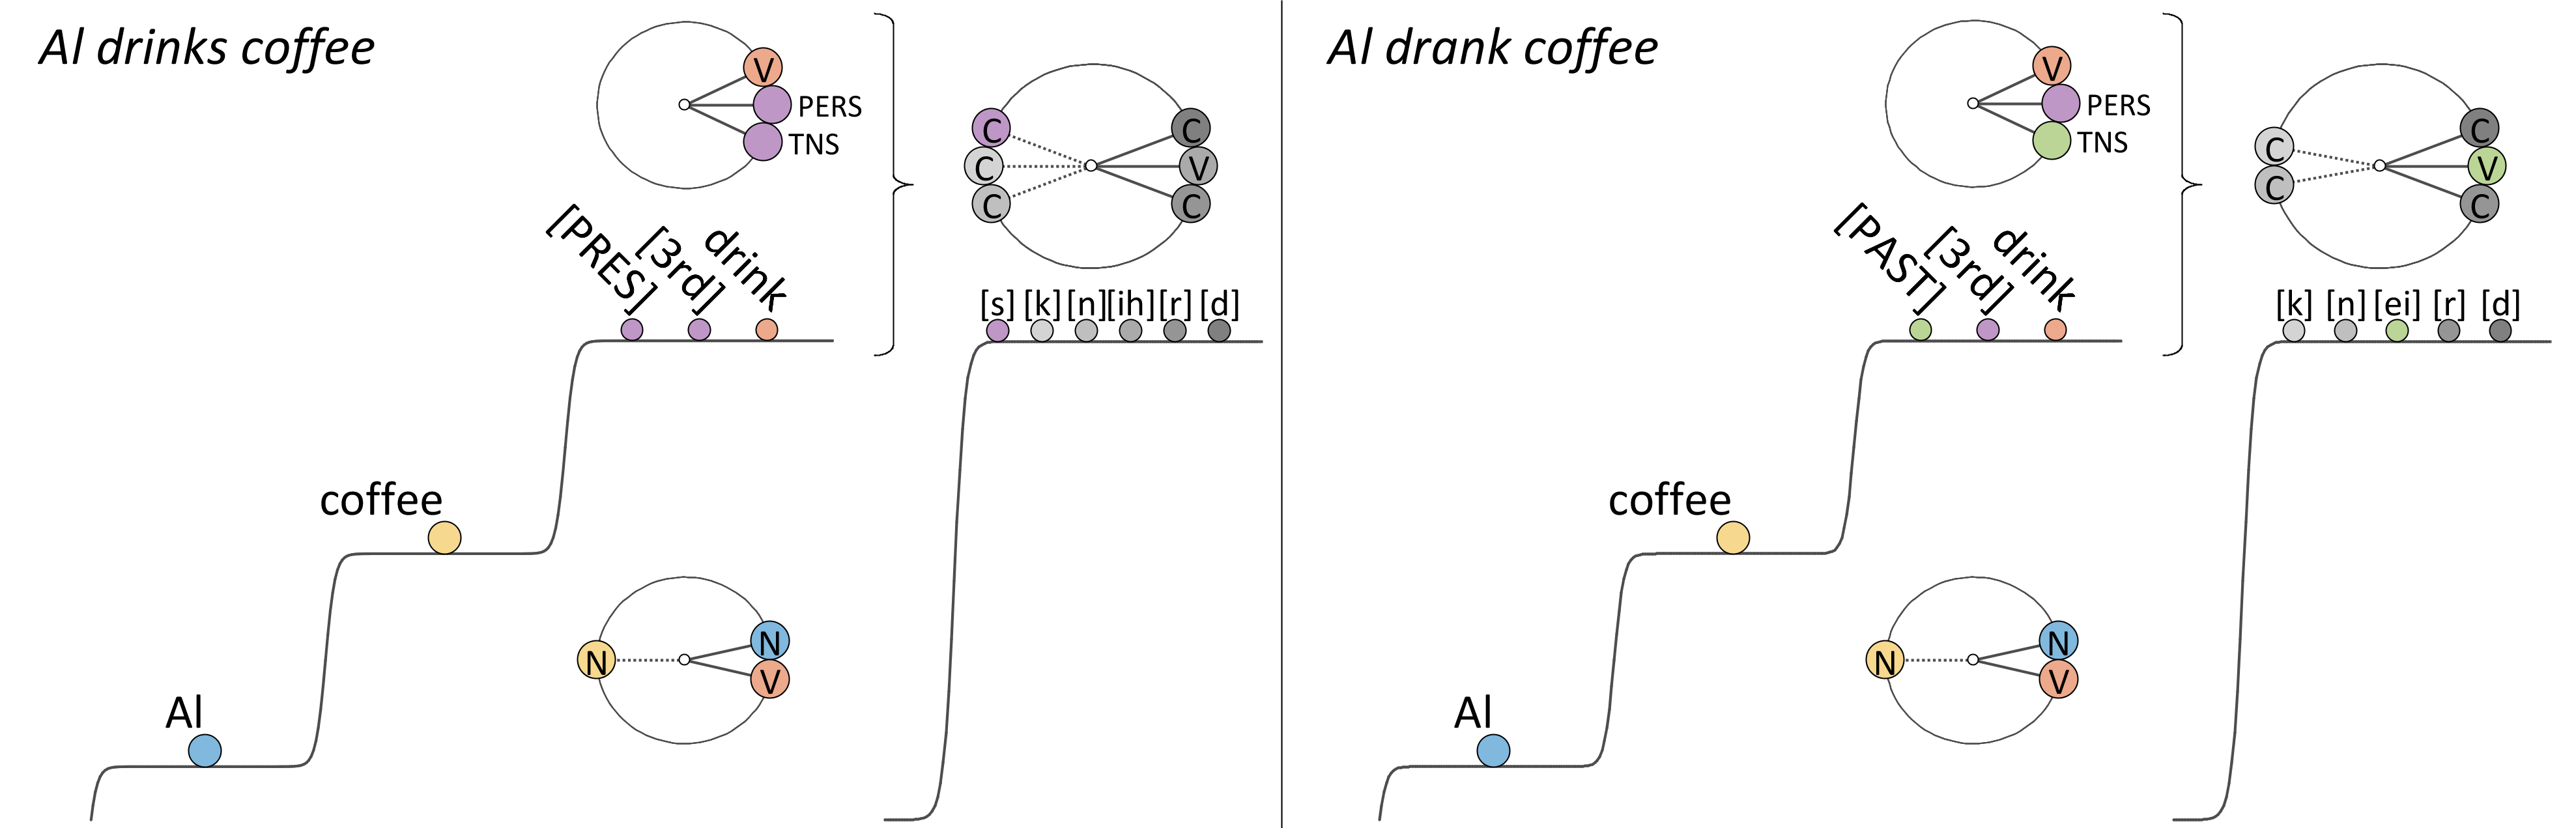 Al drinks coffee
V
PERS
TNS
C
C
C
C
V
C
[PRES]
[3rd]
drink
[s] [k] [n] [ih] [r] [d]
coffee
N
N
V
Al
Al drank coffee
V
PERS
TNS
C
C
C
V
C
[PAST]
[3rd]
drink
[k] [n] [ei] [r] [d]
coffee
N
N
V
Al